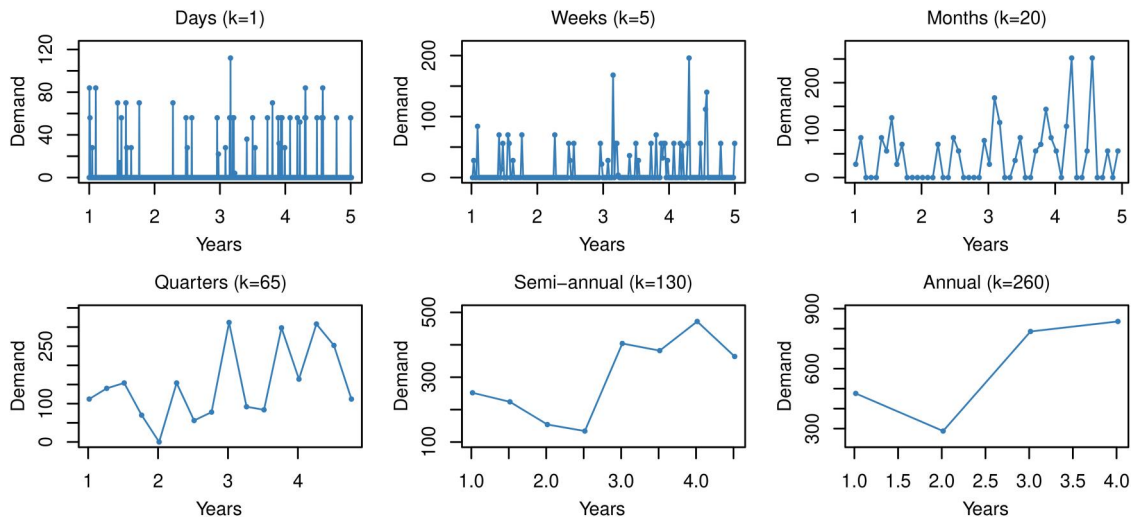 Days (k=1)
Demand
0 40 80 120
1 2 3 4 5
Years
Weeks (k=5)
Demand
0 100 200
1 2 3 4 5
Years
Months (k=20)
Demand
0 100 200
1 2 3 4 5
Years
Quarters (k=65)
Demand
0 100 250
1 2 3 4
Years
Semi−annual (k=130)
Demand
100 300 500
1.0 2.0 3.0 4.0
Years
Annual (k=260)
Demand
300 600 900
1.0 1.5 2.0 2.5 3.0 3.5 4.0
Years